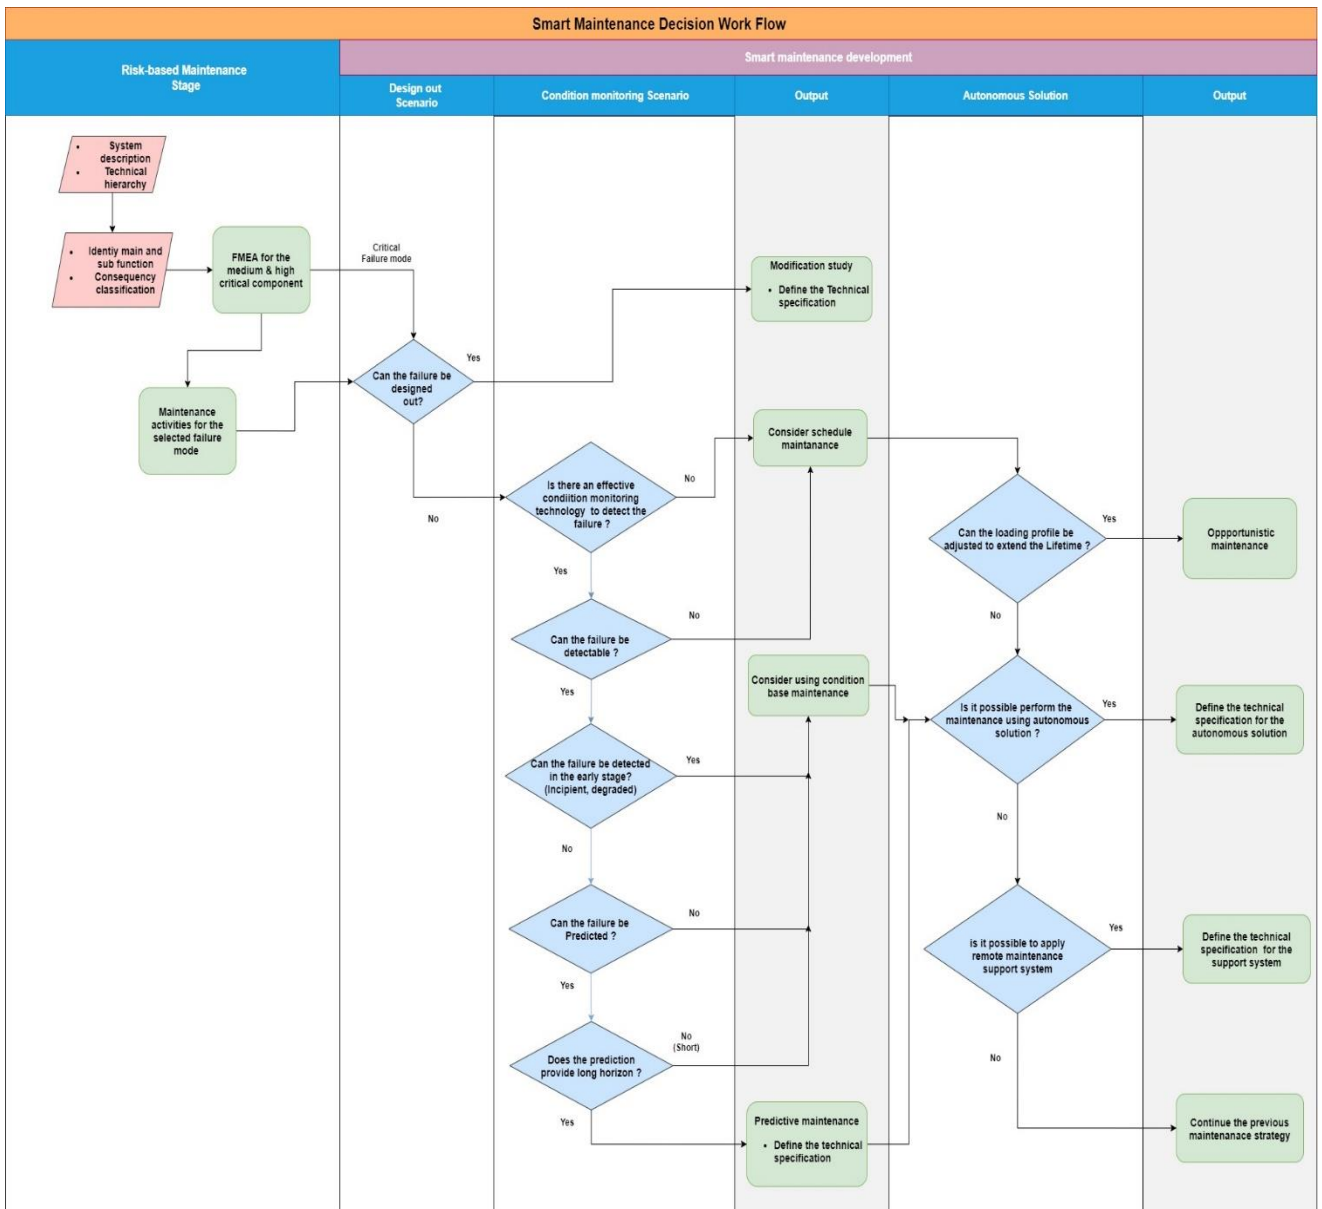 Smart Maintenance Decision Work Flow
Risk-based Maintenance
Stage
Smart maintenance development
Design out
Scenario
Condition monitoring Scenario
Output
Autonomous Solution
Output
• System
description
• Technical
hierarchy
• Identiy main and
sub function
• Consequency
classification
FMEA for the
medium & high
critical component
Critical
Failure mode
Maintenance
activities for the
selected failure
mode
Can the failure be
designed
out?
Yes
No
Modification study
• Define the Technical
specification
Is there an effective
condiition monitoring
technology to detect the
failure ?
No
Yes
Consider schedule
maintanance
Can the failure be
detectable ?
No
Yes
Can the failure be detected
in the early stage?
(Incipient, degraded)
Yes
No
Consider using condition
base maintenance
Can the failure be
Predicted ?
No
Yes
Does the prediction
provide long horizon ?
No
(Short)
Yes
Predictive maintenance
• Define the technical
specification
Can the loading profile be
adjusted to extend the Lifetime ?
Yes
No
Oppportunistic
maintenance
Is it possible perform the
maintenance using autonomous
solution ?
Yes
No
Define the technical
specification for the
autonomous solution
is it possible to apply
remote maintenance
support system
Yes
No
Define the technical
specification for the
support system
Continue the previous
maintenanace strategy